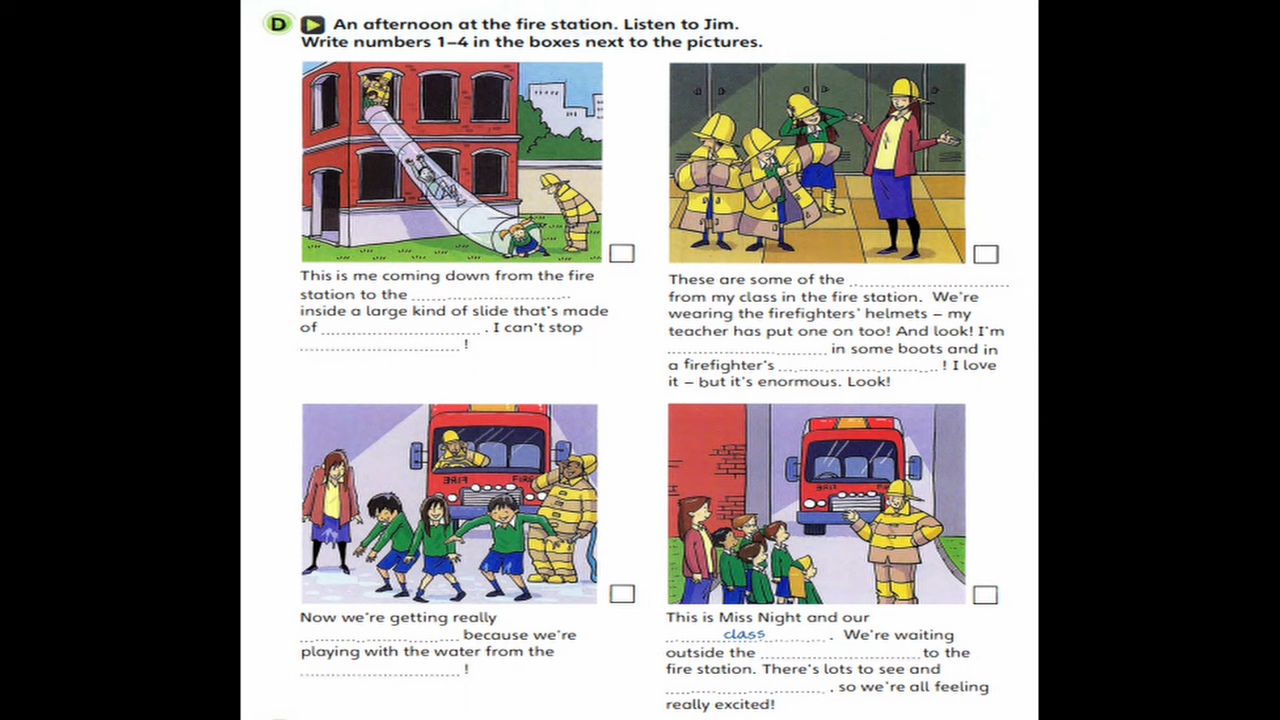 D An afternoon at the fire station. Listen to Jim.
Write numbers 1–4 in the boxes next to the pictures.
This is me coming down from the fire
station to the ..............................
inside a large kind of slide that's made
of .............................. . I can't stop
.............................. !
These are some of the ..............................
from my class in the fire station. We're
wearing the firefighters' helmets – my
teacher has put one on too! And look! I'm
.............................. in some boots and in
a firefighter's .............................. ! I love
it – but it's enormous. Look!
FIRE
FIRE
Now we're getting really
.............................. because we're
playing with the water from the
.............................. !
FIRE
This is Miss Night and our
class . We're waiting
outside the .............................. to the
fire station. There's lots to see and
.............................. , so we're all feeling
really excited!